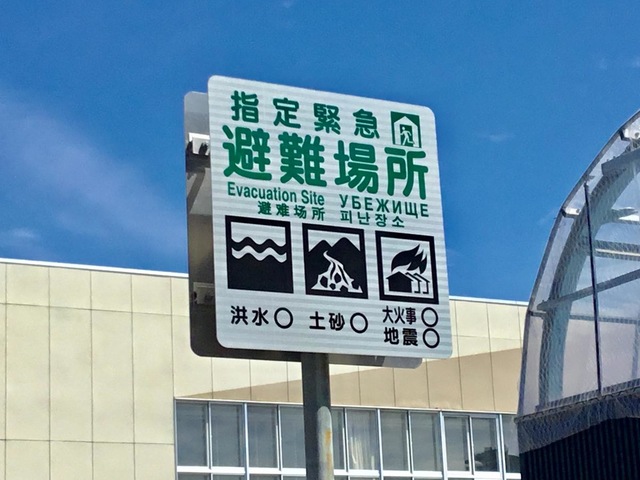 指定緊急
避難場所
Evacuation Site УБЕЖИЩЕ
避难场所 피난장소
洪水○ 土砂○ 大火事○
地震○